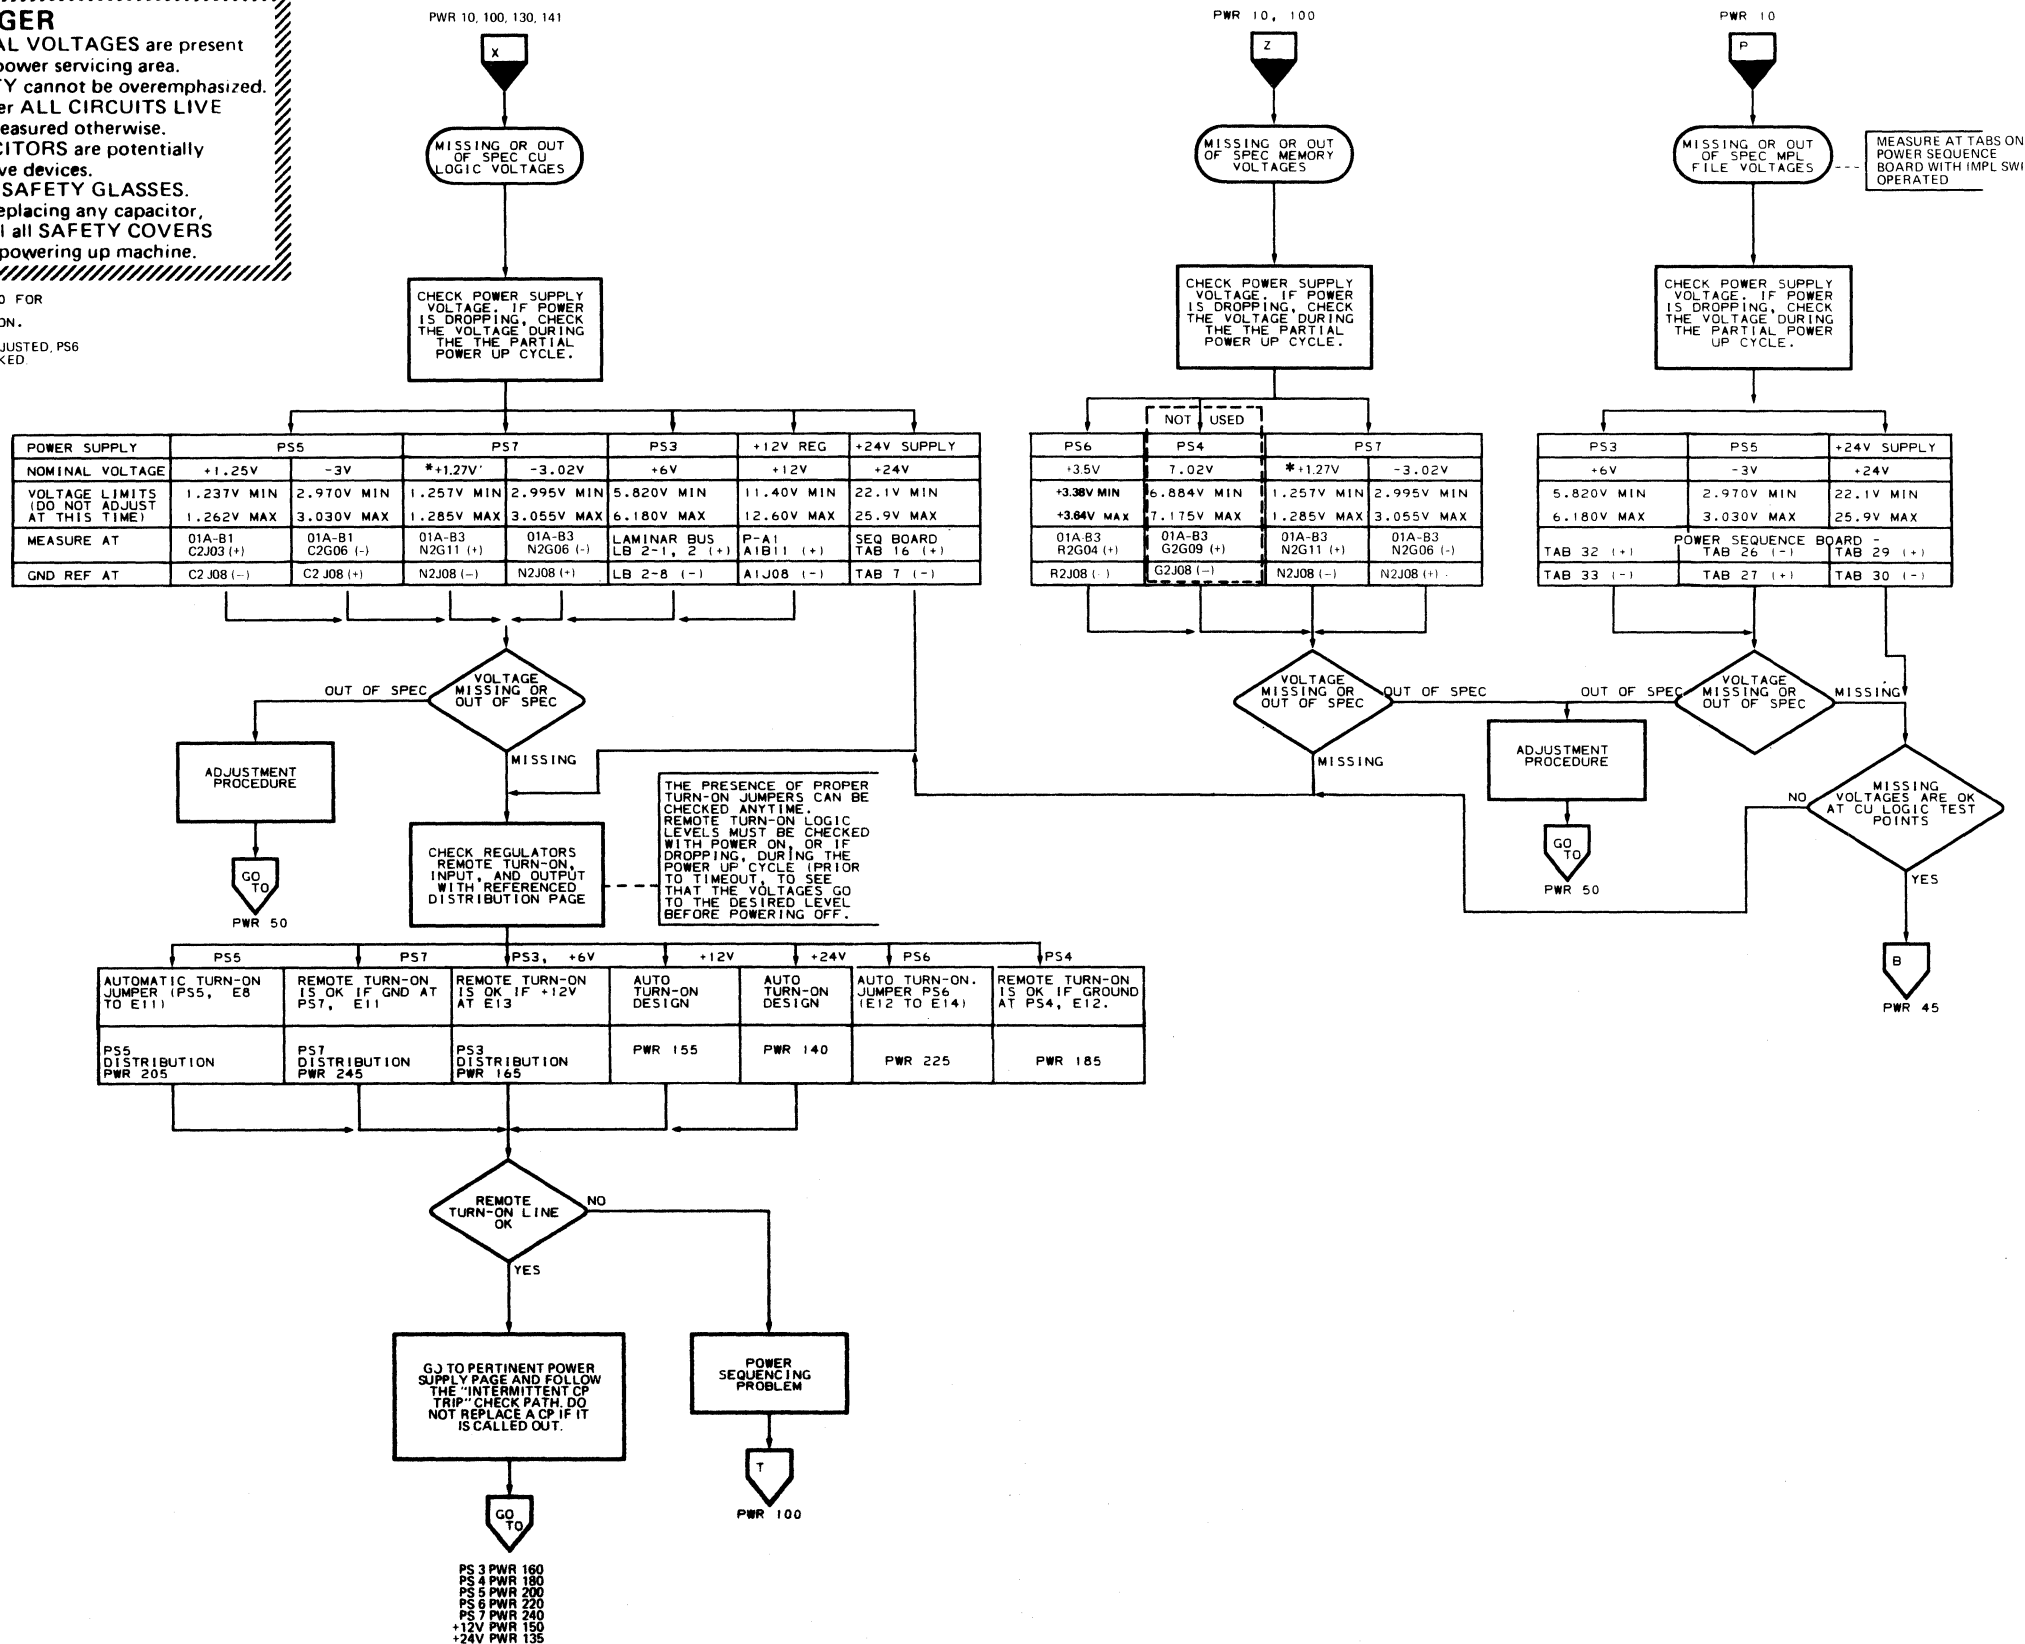 GER
AL VOLTAGES are present
power servicing area.
TY cannot be overemphasized.
er ALL CIRCUITS LIVE
easured otherwise.
CITORS are potentially
ve devices.
SAFETY GLASSES.
eplacing any capacitor,
l all SAFETY COVERS
powering up machine.
0 FOR
ON.
JUSTED, PS6
KED.
PWR 10, 100, 130, 141
X
MISSING OR OUT
OF SPEC CU
LOGIC VOLTAGES
CHECK POWER SUPPLY
VOLTAGE. IF POWER
IS DROPPING, CHECK
THE VOLTAGE DURING
THE THE PARTIAL
POWER UP CYCLE.
PWR 10, 100
Z
MISSING OR OUT
OF SPEC MEMORY
VOLTAGES
CHECK POWER SUPPLY
VOLTAGE. IF POWER
IS DROPPING, CHECK
THE VOLTAGE DURING
THE THE PARTIAL
POWER UP CYCLE.
PWR 10
P
MISSING OR OUT
OF SPEC MPL
FILE VOLTAGES
MEASURE AT TABS ON
POWER SEQUENCE
BOARD WITH IMPL SW
OPERATED
CHECK POWER SUPPLY
VOLTAGE. IF POWER
IS DROPPING, CHECK
THE VOLTAGE DURING
THE PARTIAL POWER
UP CYCLE.
POWER SUPPLY PS5 PS7 PS3 +12V REG +24V SUPPLY
NOMINAL VOLTAGE +1.25V -3V *+1.27V -3.02V +6V +12V +24V
VOLTAGE LIMITS 1.237V MIN 2.970V MIN 1.257V MIN 2.995V MIN 5.820V MIN 11.40V MIN 22.1V MIN
(DO NOT ADJUST
AT THIS TIME) 1.262V MAX 3.030V MAX 1.285V MAX 3.055V MAX 6.180V MAX 12.60V MAX 25.9V MAX
MEASURE AT 01A-B1 01A-B1 01A-B3 01A-B3 LAMINAR BUS P-A1 SEQ BOARD
C2J03 (+) C2G06 (-) N2G11 (+) N2G06 (-) LB 2-1, 2 (+) A1B11 (+) TAB 16 (+)
GND REF AT C2J08 (-) C2J08 (+) N2J08 (-) N2J08 (+) LB 2-8 (-) A1J08 (-) TAB 7 (-)
NOT USED
PS6 PS4 PS7
+3.5V 7.02V *+1.27V -3.02V
+3.38V MIN 6.884V MIN 1.257V MIN 2.995V MIN
+3.64V MAX 7.175V MAX 1.285V MAX 3.055V MAX
01A-B3 01A-B3 01A-B3 01A-B3
R2G04 (+) G2G09 (+) N2G11 (+) N2G06 (-)
R2J08 (-) G2J08 (-) N2J08 (-) N2J08 (+)
PS3 PS5 +24V SUPPLY
+6V -3V +24V
5.820V MIN 2.970V MIN 22.1V MIN
6.180V MAX 3.030V MAX 25.9V MAX
POWER SEQUENCE BOARD -
TAB 32 (+) TAB 26 (-) TAB 29 (+)
TAB 33 (-) TAB 27 (+) TAB 30 (-)
OUT OF SPEC
VOLTAGE
MISSING OR
OUT OF SPEC
MISSING
ADJUSTMENT
PROCEDURE
GO
TO
PWR 50
CHECK REGULATORS
REMOTE TURN-ON,
INPUT, AND OUTPUT
WITH REFERENCED
DISTRIBUTION PAGE
THE PRESENCE OF PROPER
TURN-ON JUMPERS CAN BE
CHECKED ANYTIME.
REMOTE TURN-ON LOGIC
LEVELS MUST BE CHECKED
WITH POWER ON, OR IF
DROPPING, DURING THE
POWER UP CYCLE (PRIOR
TO TIMEOUT, TO SEE
THAT THE VOLTAGES GO
TO THE DESIRED LEVEL
BEFORE POWERING OFF.
VOLTAGE
MISSING OR
OUT OF SPEC
OUT OF SPEC
MISSING
OUT OF SPEC
VOLTAGE
MISSING OR
OUT OF SPEC
MISSING
ADJUSTMENT
PROCEDURE
GO
TO
PWR 50
NO
MISSING
VOLTAGES ARE OK
AT CU LOGIC TEST
POINTS
YES
B
PWR 45
PS5 PS7 PS3, +6V +12V +24V PS6 PS4
AUTOMATIC TURN-ON
JUMPER (PS5, E8
TO E11)
REMOTE TURN-ON
IS OK IF GND AT
PS7, E11
REMOTE TURN-ON
IS OK IF +12V
AT E13
AUTO
TURN-ON
DESIGN
AUTO
TURN-ON
DESIGN
AUTO TURN-ON.
JUMPER PS6
(E12 TO E14)
REMOTE TURN-ON
IS OK IF GROUND
AT PS4, E12.
PS5
DISTRIBUTION
PWR 205
PS7
DISTRIBUTION
PWR 245
PS3
DISTRIBUTION
PWR 165
PWR 155
PWR 140
PWR 225
PWR 185
REMOTE
TURN-ON LINE
OK
NO
YES
GO TO PERTINENT POWER
SUPPLY PAGE AND FOLLOW
THE "INTERMITTENT CP
TRIP" CHECK PATH. DO
NOT REPLACE A CP IF IT
IS CALLED OUT.
POWER
SEQUENCING
PROBLEM
T
PWR 100
GO
TO
PS 3 PWR 160
PS 4 PWR 180
PS 5 PWR 200
PS 6 PWR 220
PS 7 PWR 240
+12V PWR 150
+24V PWR 135